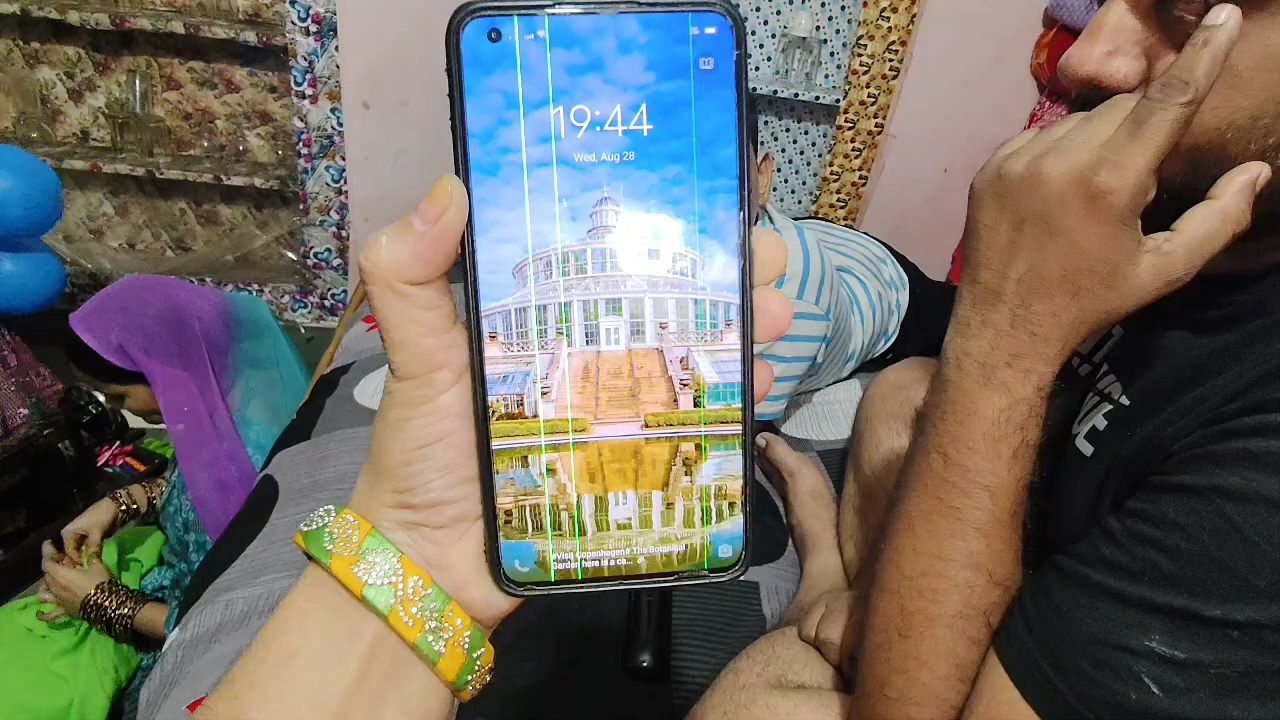 19:44
Wed, Aug 28
#Visit Copenhagen# The Botanical
Garden here is a ca...